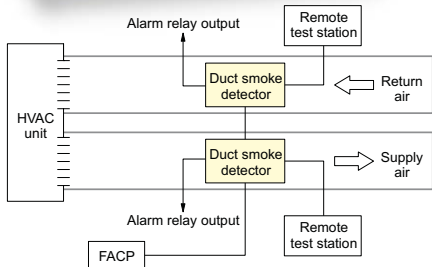 Alarm relay output
Remote
test station
Duct smoke
detector
Return
air
HVAC
unit
Duct smoke
detector
Supply
air
Alarm relay output
Remote
test station
FACP